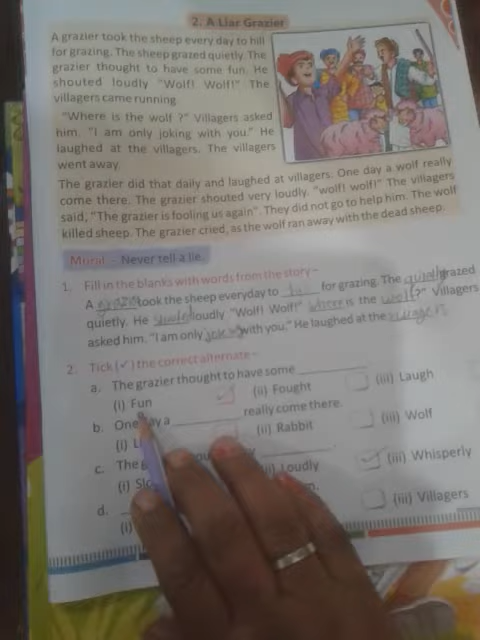 2. A Liar Grazier
A grazier took the sheep every day to hill
for grazing. The sheep grazed quietly. The
grazier thought to have some fun. He
shouted loudly "Wolf! Wolf!" The
villagers came running.
"Where is the wolf ?" Villagers asked
him. "I am only joking with you." He
laughed at the villagers. The villagers
went away.
The grazier did that daily and laughed at villagers. One day a wolf really
come there. The grazier shouted very loudly. "wolf! wolf!" The villagers
said, "The grazier is fooling us again". They did not go to help him. The wolf
killed sheep. The grazier cried, as the wolf ran away with the dead sheep.
Moral - Never tell a lie.
1. Fill in the blanks with words from the story-
A grazier took the sheep everyday to for grazing. The grazed
quietly. He loudly "Wolf! Wolf!" where is the wolf?" Villagers
asked him. "I am only with you." He laughed at the villagers
2. Tick (✓) the correct alternate-
a. The grazier thought to have some
(i) Fun (ii) Fought (iii) Laugh
b. One day a really come there.
(i) (ii) Rabbit (iii) Wolf
c. The
(i) (ii) Loudly (iii) Whisperly
d.
(i) (iii) Villagers